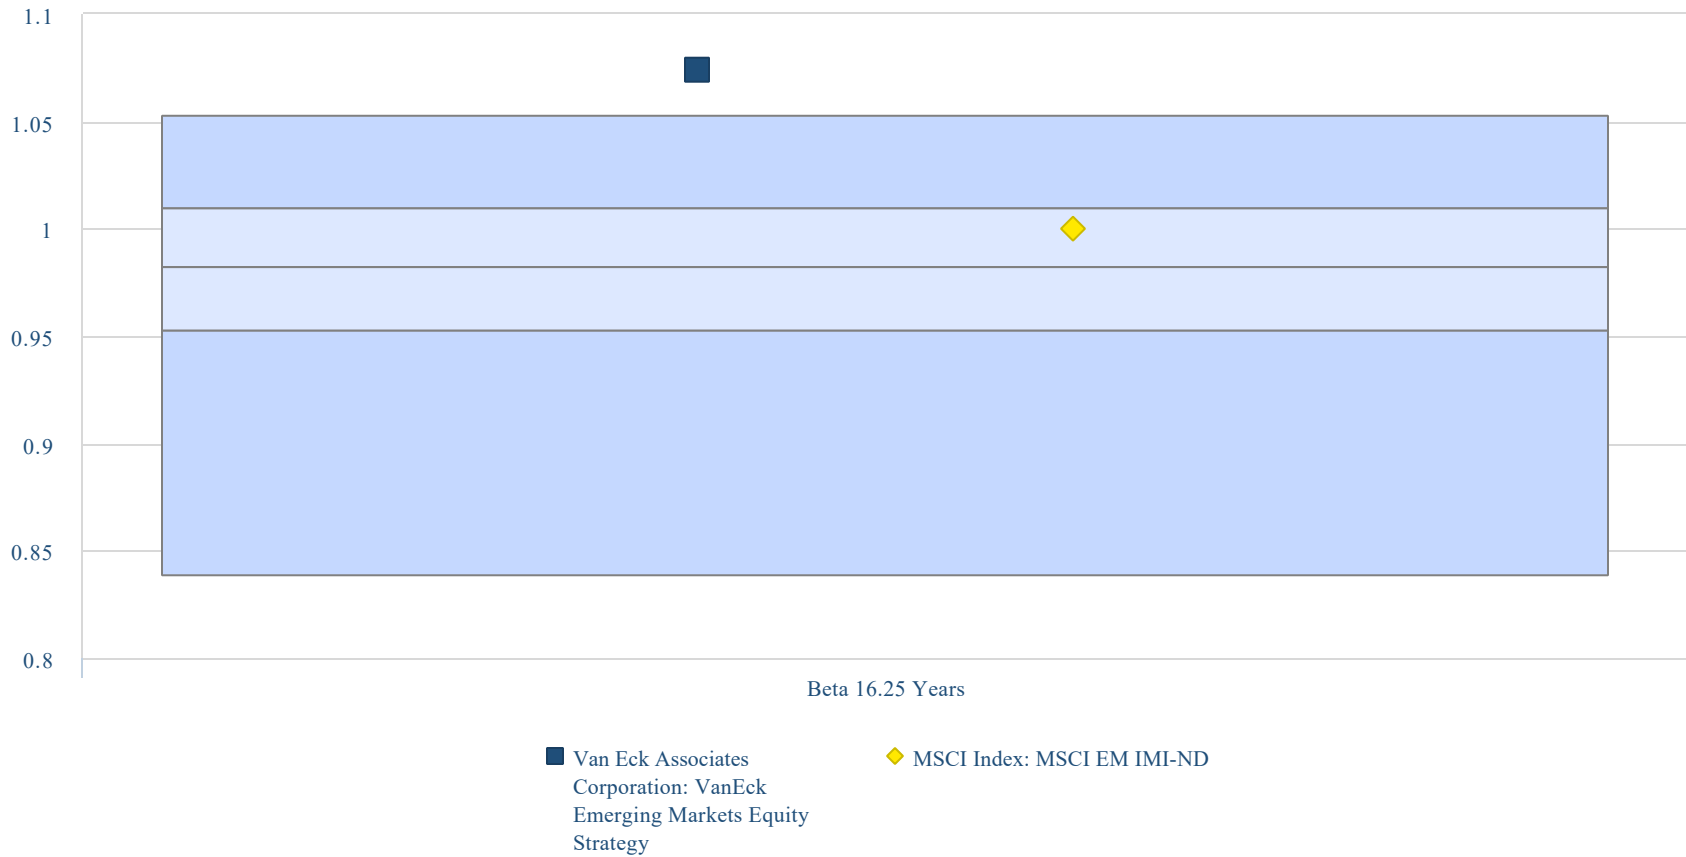 1.1
1.05
1
0.95
0.9
0.85
0.8
Beta 16.25 Years
Van Eck Associates
Corporation: VanEck
Emerging Markets Equity
Strategy
MSCI Index: MSCI EM IMI-ND